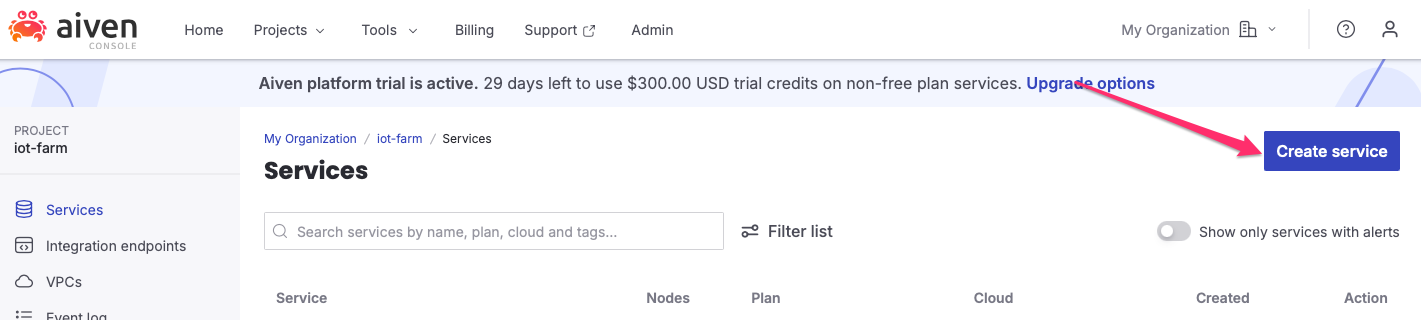 aiven
CONSOLE
Home
Projects
Tools
Billing
Support
Admin
My Organization
Aiven platform trial is active. 29 days left to use $300.00 USD trial credits on non-free plan services. Upgrade options
PROJECT
iot-farm
Services
Integration endpoints
VPCs
Event log
My Organization / iot-farm / Services
Services
Create service
Search services by name, plan, cloud and tags...
Filter list
Show only services with alerts
Service Nodes Plan Cloud Created Action